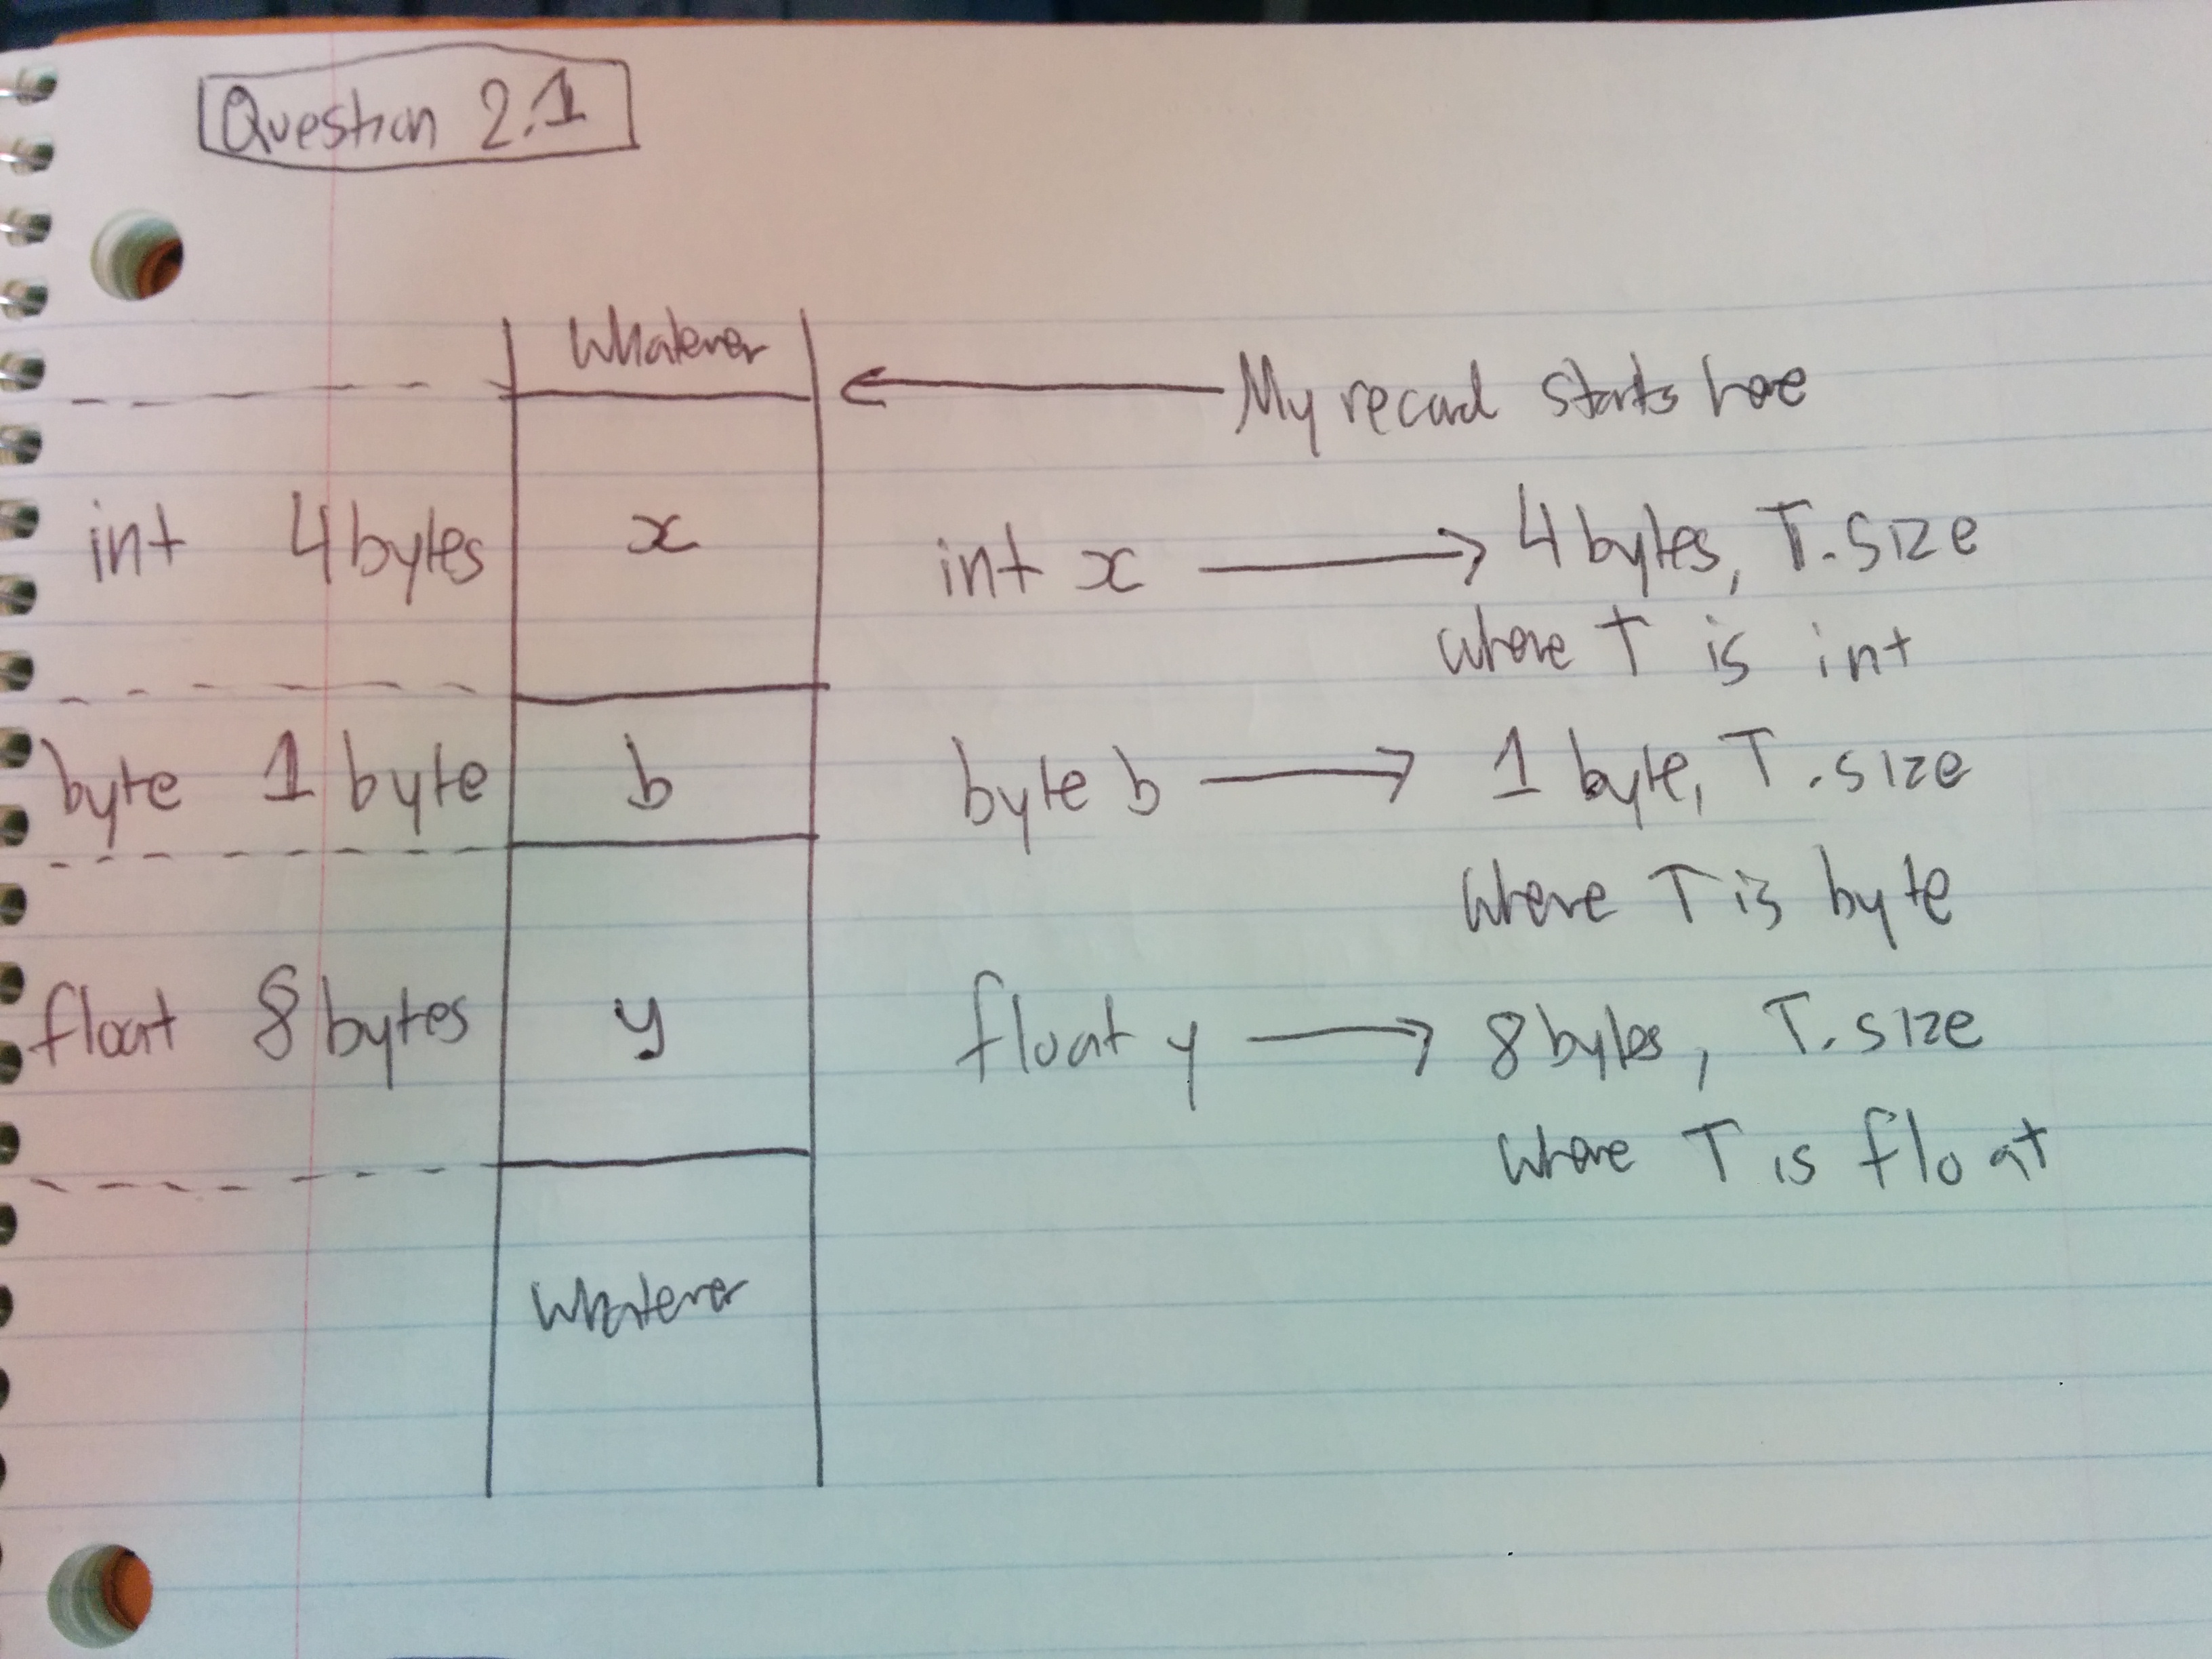 Question 2.1
Whatever
My record starts here
int 4 bytes x int x → 4 bytes, T.size
where T is int
byte 1 byte b byte b → 1 byte, T.size
where T is byte
float 8 bytes y float y → 8 bytes, T.size
where T is float
Whatever